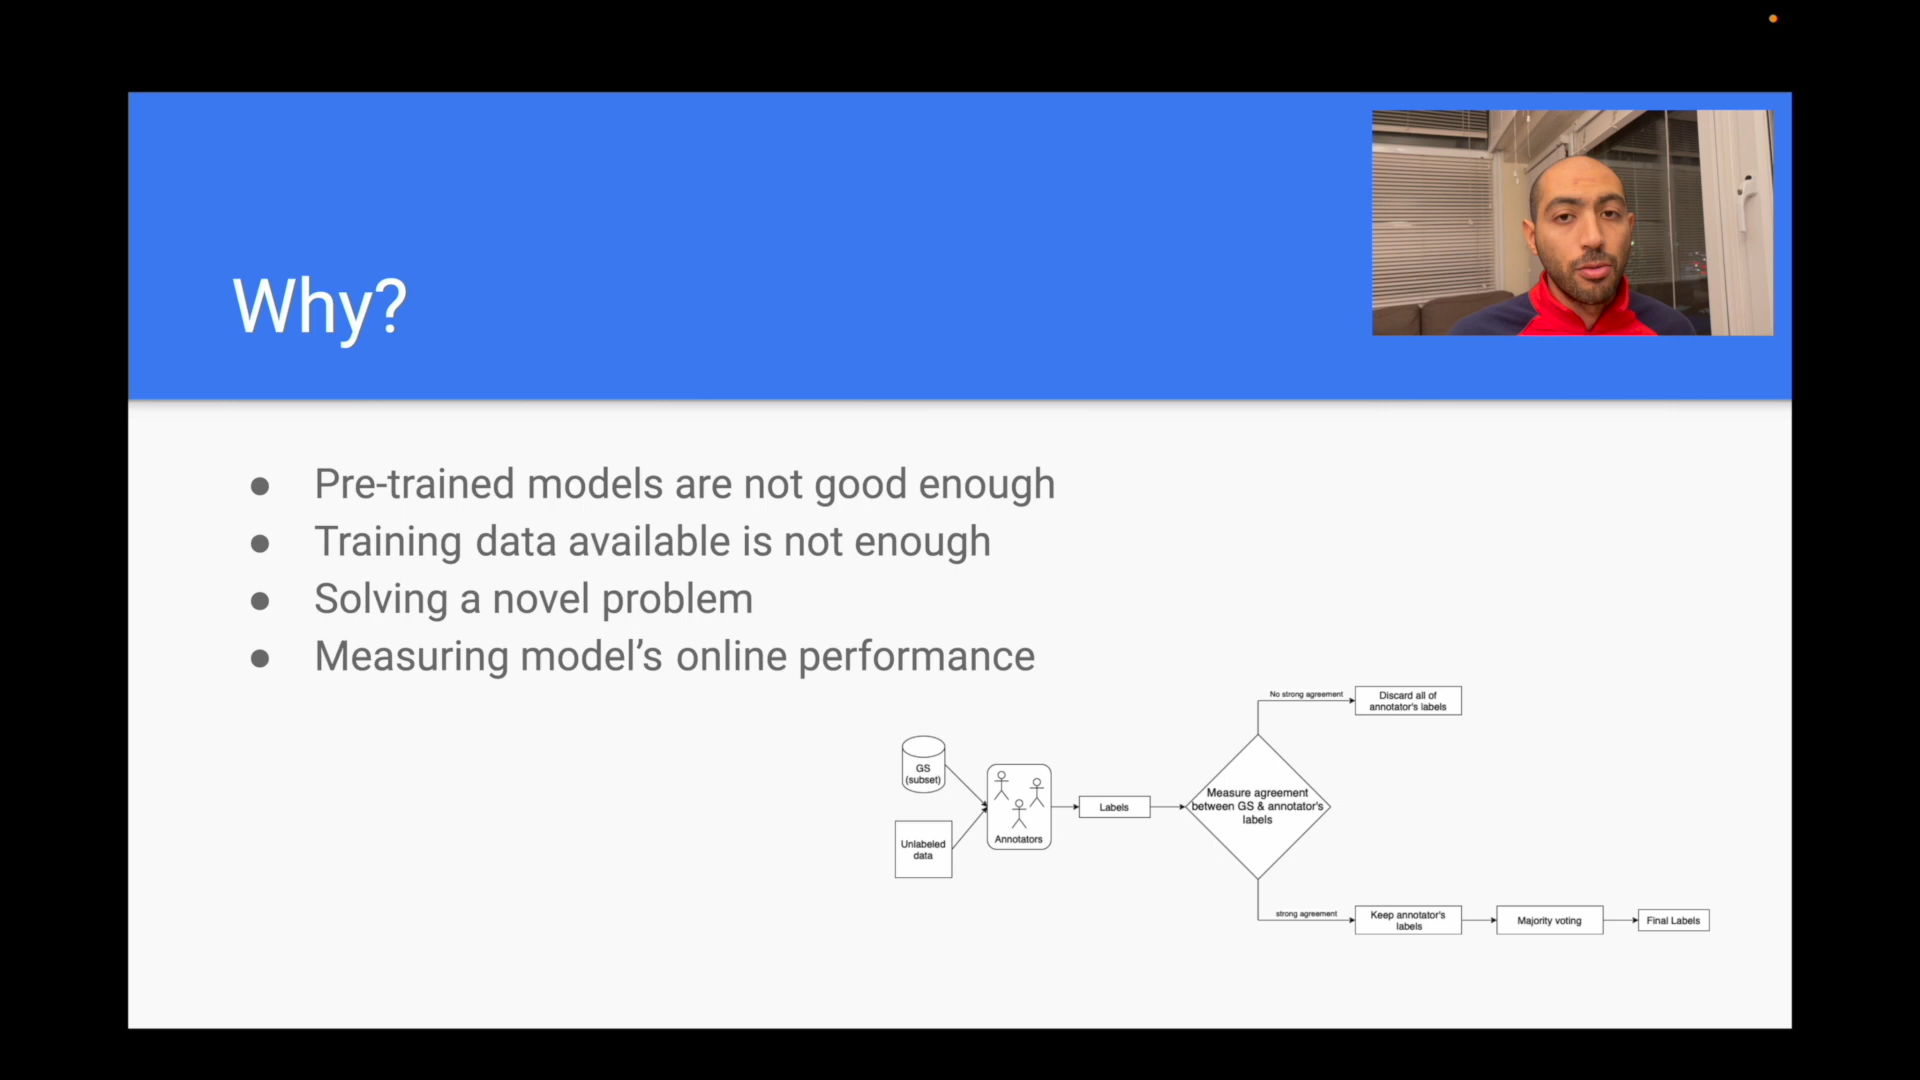 Why?
● Pre-trained models are not good enough
● Training data available is not enough
● Solving a novel problem
● Measuring model’s online performance
No strong agreement
Discard all of
annotator's labels
GS
(subset)
Unlabeled
data
Annotators
Labels
Measure agreement
between GS & annotator's
labels
strong agreement
Keep annotator's
labels
Majority voting
Final Labels